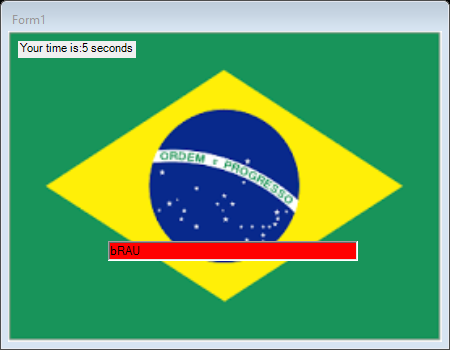 Form1
Your time is:5 seconds
ORDEM E PROGRESSO
bRAU